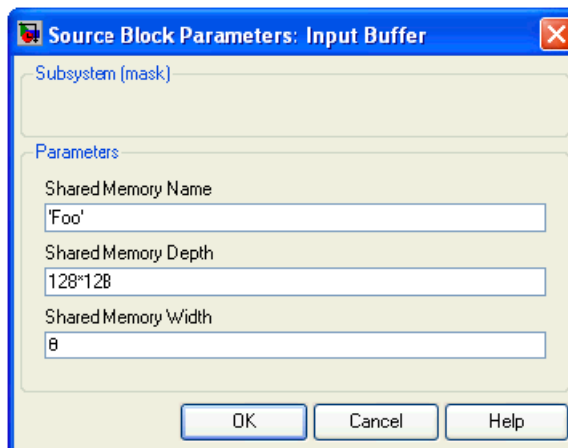 Source Block Parameters: Input Buffer
Subsystem (mask)
Parameters
Shared Memory Name
'Foo'
Shared Memory Depth
128*128
Shared Memory Width
8
OK Cancel Help